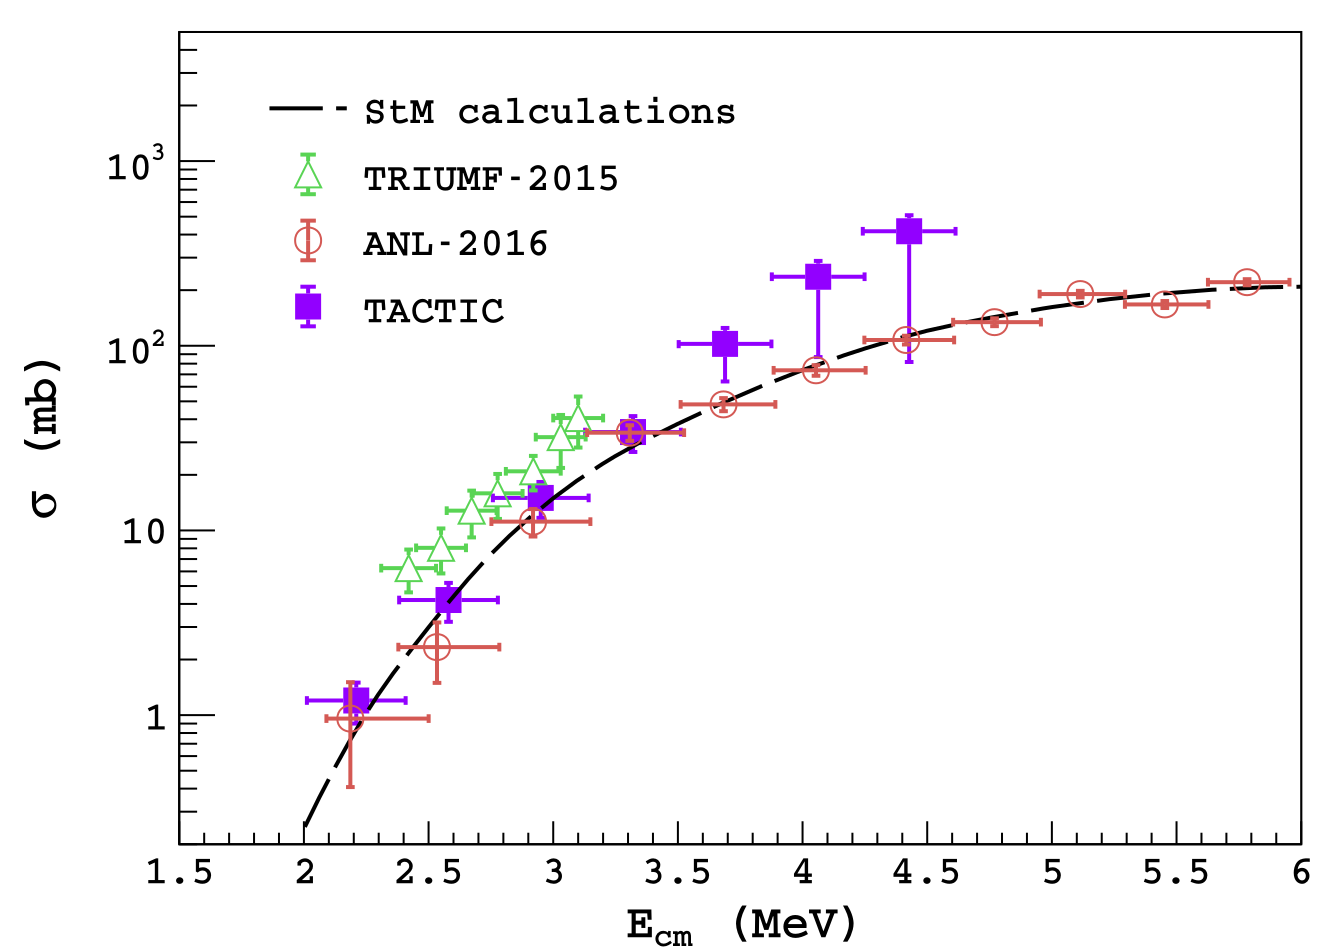 StM calculations
TRIUMF-2015
ANL-2016
TACTIC
10³
10²
10
1
σ (mb)
1.5 2 2.5 3 3.5 4 4.5 5 5.5 6
E_cm (MeV)